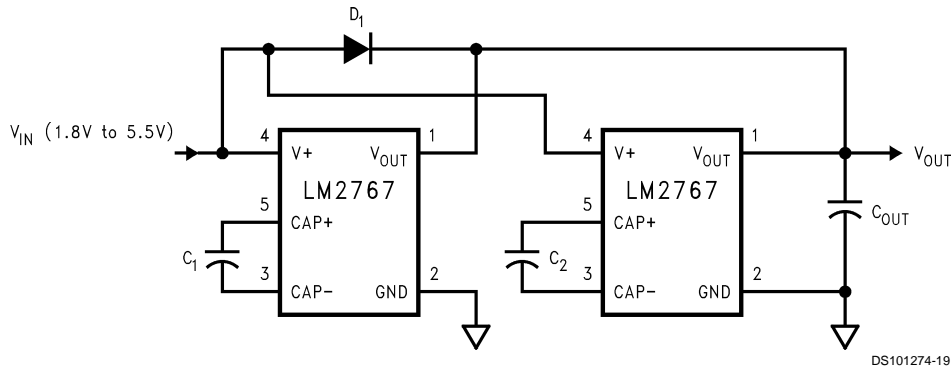 D1
VIN (1.8V to 5.5V)
4
1
V+
VOUT
LM2767
5
CAP+
C1
3
2
CAP−
GND
4
1
V+
VOUT
LM2767
5
CAP+
C2
3
2
CAP−
GND
VOUT
COUT
DS101274-19